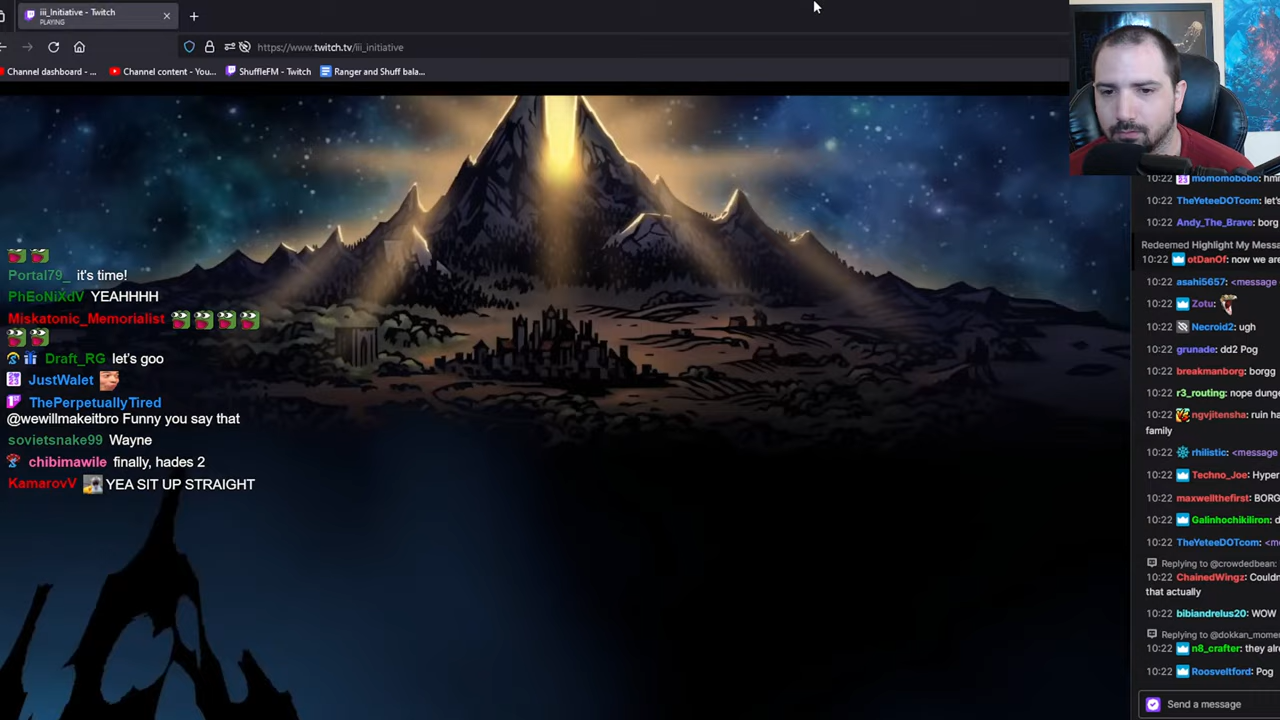 iii_Initiative - Twitch
PLAYING
https://www.twitch.tv/iii_initiative
Channel dashboard - ...
Channel content - You...
ShuffleFM - Twitch
Ranger and Shuff bala...
Portal79_ it's time!
PhEoNiXdV YEAHHHH
Miskatonic_Memorialist
Draft_RG let's goo
JustWalet
ThePerpetuallyTired
@wewillmakeitbro Funny you say that
sovietsnake99 Wayne
chibimawile finally, hades 2
KamarovV YEA SIT UP STRAIGHT
10:22 momomobobo: hm
10:22 TheYeteeDOTcom: let's
10:22 Andy_The_Brave: borg
Redeemed Highlight My Messa
10:22 otDanOf: now we are
10:22 asahi5657: <message
10:22 Zotu:
10:22 Necroid2: ugh
10:22 grunade: dd2 Pog
10:22 breakmanborg: borgg
10:22 r3_routing: nope dunge
10:22 ngvjitensha: ruin ha
family
10:22 rhilistic: <message
10:22 Techno_Joe: Hyper
10:22 maxwellthefirst: BORG
10:22 Galinhochikiliron: d
10:22 TheYeteeDOTcom: <me
Replying to @crowdedbean:
10:22 ChainedWingz: Couldn
that actually
10:22 bibiandrelus20: WOW
Replying to @dokkan_mome
10:22 n8_crafter: they alr
10:22 Roosveltford: Pog
Send a message